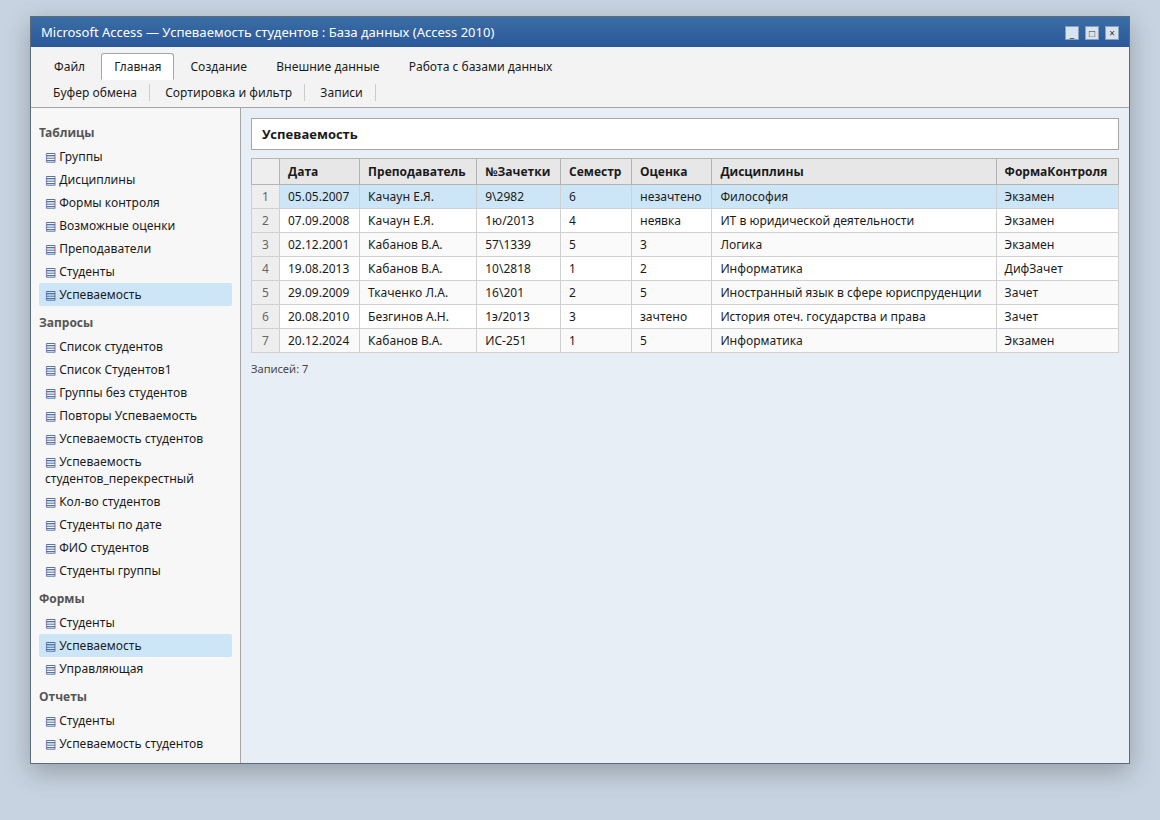 Microsoft Access — Успеваемость студентов : База данных (Access 2010)
Файл Главная Создание Внешние данные Работа с базами данных
Буфер обмена Сортировка и фильтр Записи
Таблицы
Группы
Дисциплины
Формы контроля
Возможные оценки
Преподаватели
Студенты
Успеваемость
Запросы
Список студентов
Список Студентов1
Группы без студентов
Повторы Успеваемость
Успеваемость студентов
Успеваемость
студентов_перекрестный
Кол-во студентов
Студенты по дате
ФИО студентов
Студенты группы
Формы
Студенты
Успеваемость
Управляющая
Отчеты
Студенты
Успеваемость студентов
Успеваемость
Дата Преподаватель №Зачетки Семестр Оценка Дисциплины ФормаКонтроля
1 05.05.2007 Качаун Е.Я. 9\2982 6 незачтено Философия Экзамен
2 07.09.2008 Качаун Е.Я. 1ю/2013 4 неявка ИТ в юридической деятельности Экзамен
3 02.12.2001 Кабанов В.А. 57\1339 5 3 Логика Экзамен
4 19.08.2013 Кабанов В.А. 10\2818 1 2 Информатика ДифЗачет
5 29.09.2009 Ткаченко Л.А. 16\201 2 5 Иностранный язык в сфере юриспруденции Зачет
6 20.08.2010 Безгинов А.Н. 1э/2013 3 зачтено История отеч. государства и права Зачет
7 20.12.2024 Кабанов В.А. ИС-251 1 5 Информатика Экзамен
Записей: 7